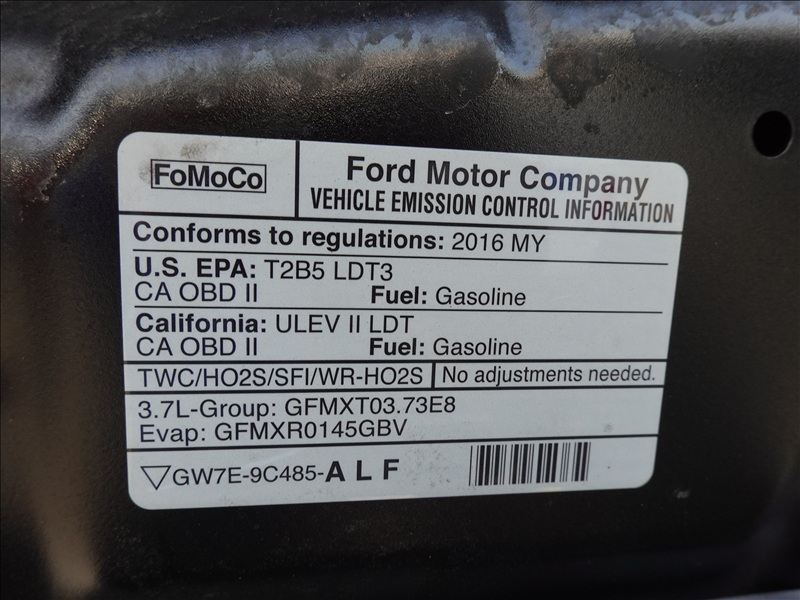 FoMoCo
Ford Motor Company
VEHICLE EMISSION CONTROL INFORMATION
Conforms to regulations: 2016 MY
U.S. EPA: T2B5 LDT3
CA OBD II Fuel: Gasoline
California: ULEV II LDT
CA OBD II Fuel: Gasoline
TWC/HO2S/SFI/WR-HO2S No adjustments needed.
3.7L-Group: GFMXT03.73E8
Evap: GFMXR0145GBV
GW7E-9C485-ALF